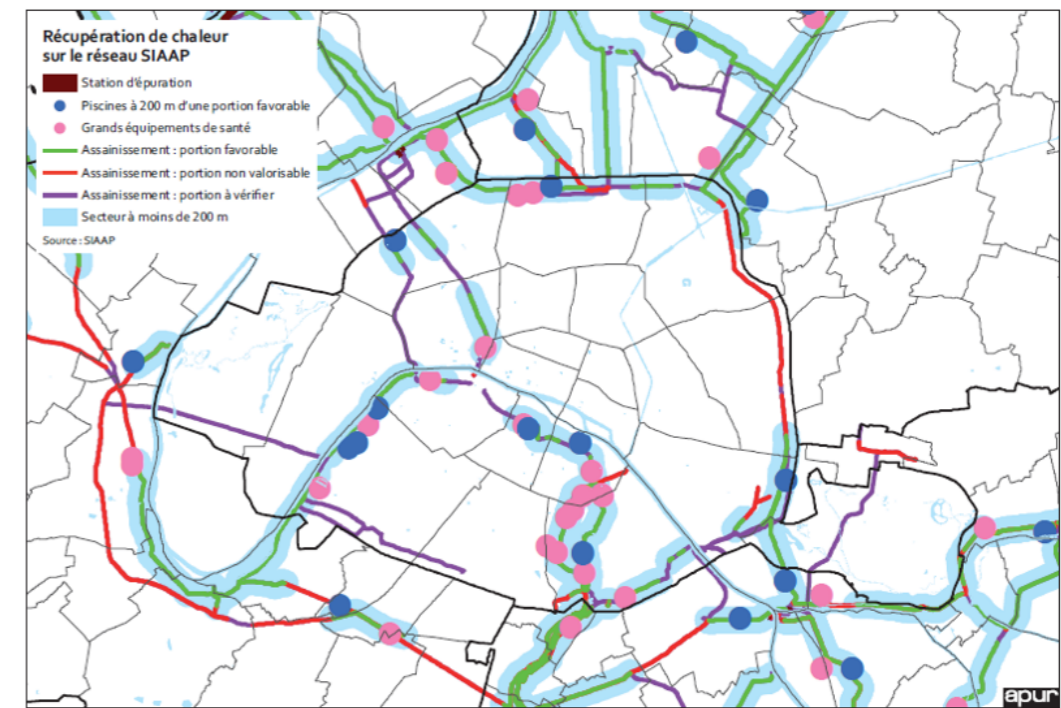 Récupération de chaleur
sur le réseau SIAAP
Station d'épuration
Piscines à 200 m d'une portion favorable
Grands équipements de santé
Assainissement : portion favorable
Assainissement : portion non valorisable
Assainissement : portion à vérifier
Secteur à moins de 200 m
Source : SIAAP
apur